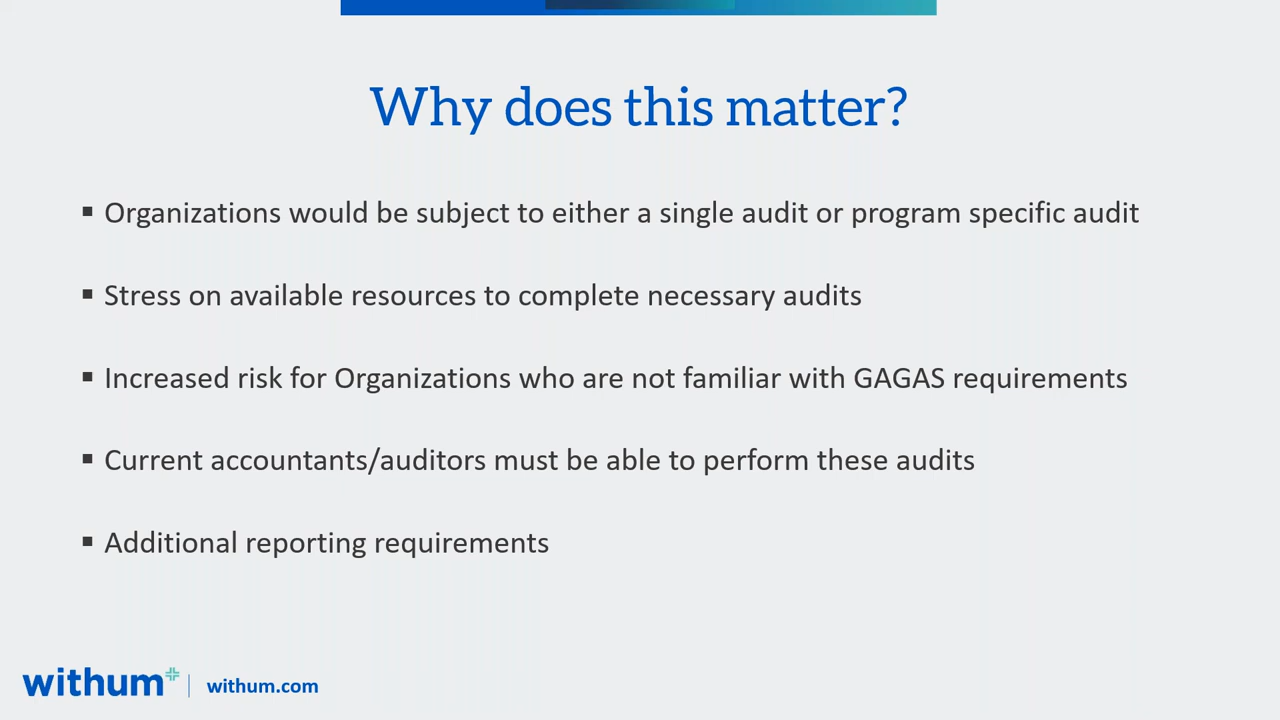 Why does this matter?
▪ Organizations would be subject to either a single audit or program specific audit
▪ Stress on available resources to complete necessary audits
▪ Increased risk for Organizations who are not familiar with GAGAS requirements
▪ Current accountants/auditors must be able to perform these audits
▪ Additional reporting requirements
withum | withum.com